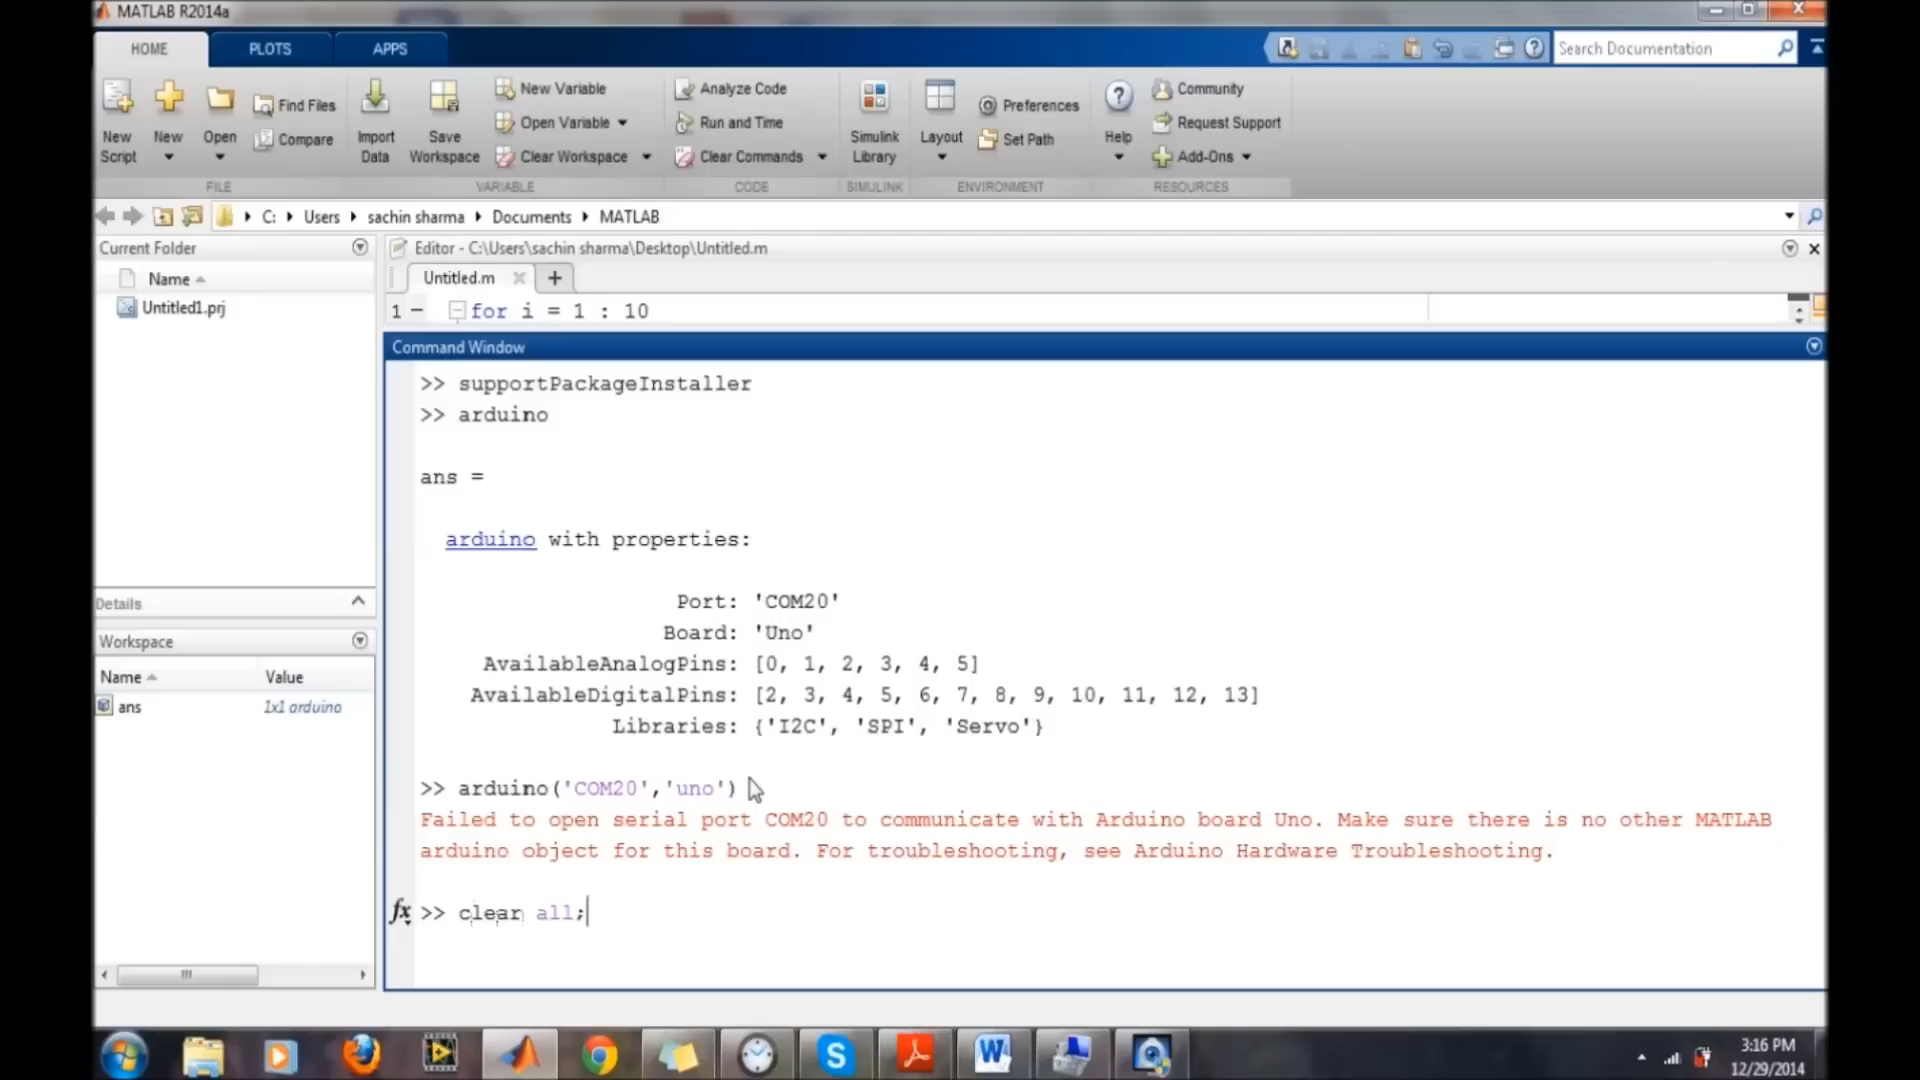 MATLAB R2014a
HOME PLOTS APPS
Search Documentation
New Script
New
Open
Find Files
Compare
FILE
Import Data
Save Workspace
New Variable
Open Variable
Clear Workspace
VARIABLE
Analyze Code
Run and Time
Clear Commands
CODE
Simulink Library
SIMULINK
Layout
Preferences
Set Path
ENVIRONMENT
Help
Community
Request Support
Add-Ons
RESOURCES
C: Users sachin sharma Documents MATLAB
Current Folder
Name
Untitled1.prj
Details
Workspace
Name Value
ans 1x1 arduino
Editor - C:\Users\sachin sharma\Desktop\Untitled.m
Untitled.m +
1 – for i = 1 : 10
Command Window
>> supportPackageInstaller
>> arduino
ans =
arduino with properties:
Port: 'COM20'
Board: 'Uno'
AvailableAnalogPins: [0, 1, 2, 3, 4, 5]
AvailableDigitalPins: [2, 3, 4, 5, 6, 7, 8, 9, 10, 11, 12, 13]
Libraries: {'I2C', 'SPI', 'Servo'}
>> arduino('COM20','uno')
Failed to open serial port COM20 to communicate with Arduino board Uno. Make sure there is no other MATLAB
arduino object for this board. For troubleshooting, see Arduino Hardware Troubleshooting.
fx >> clear all;
3:16 PM
12/29/2014